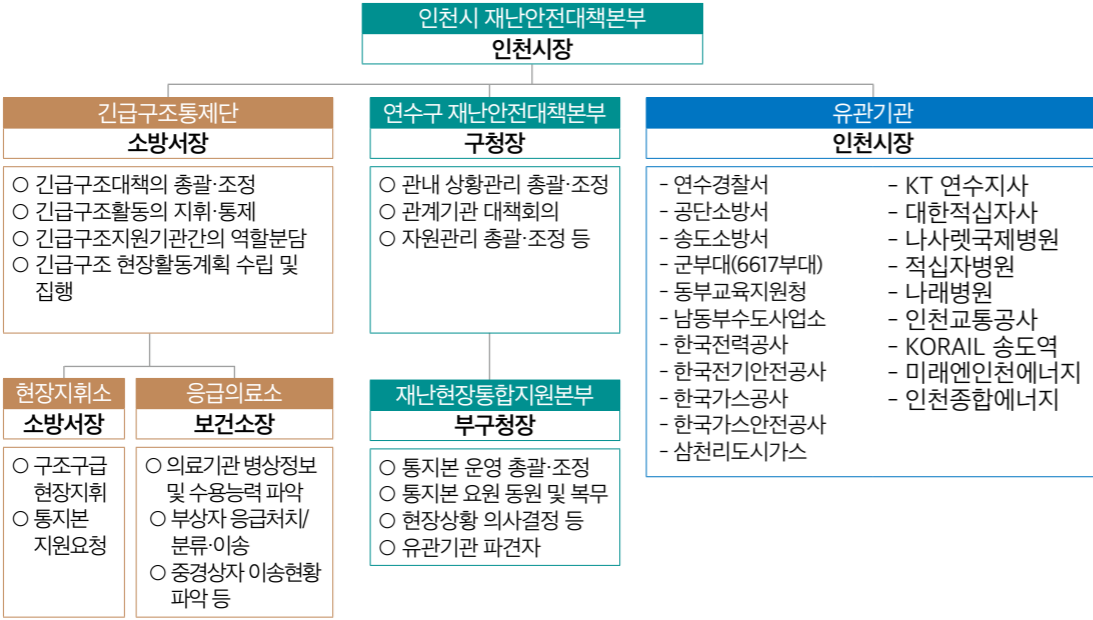 인천시 재난안전대책본부
인천시장
긴급구조통제단
소방서장
○ 긴급구조대책의 총괄·조정
○ 긴급구조활동의 지휘·통제
○ 긴급구조지원기관간의 역할분담
○ 긴급구조 현장활동계획 수립 및
집행
연수구 재난안전대책본부
구청장
○ 관내 상황관리 총괄·조정
○ 관계기관 대책회의
○ 자원관리 총괄·조정 등
유관기관
인천시장
- 연수경찰서
- 공단소방서
- 송도소방서
- 군부대(6617부대)
- 동부교육지원청
- 남동부수도사업소
- 한국전력공사
- 한국전기안전공사
- 한국가스공사
- 한국가스안전공사
- 삼천리도시가스
- KT 연수지사
- 대한적십자사
- 나사렛국제병원
- 적십자병원
- 나래병원
- 인천교통공사
- KORAIL 송도역
- 미래엔인천에너지
- 인천종합에너지
현장지휘소
소방서장
○ 구조구급
현장지휘
○ 통지본
지원요청
응급의료소
보건소장
○ 의료기관 병상정보
및 수용능력 파악
○ 부상자 응급처치/
분류·이송
○ 중경상자 이송현황
파악 등
재난현장통합지원본부
부구청장
○ 통지본 운영 총괄·조정
○ 통지본 요원 동원 및 복무
○ 현장상황 의사결정 등
○ 유관기관 파견자